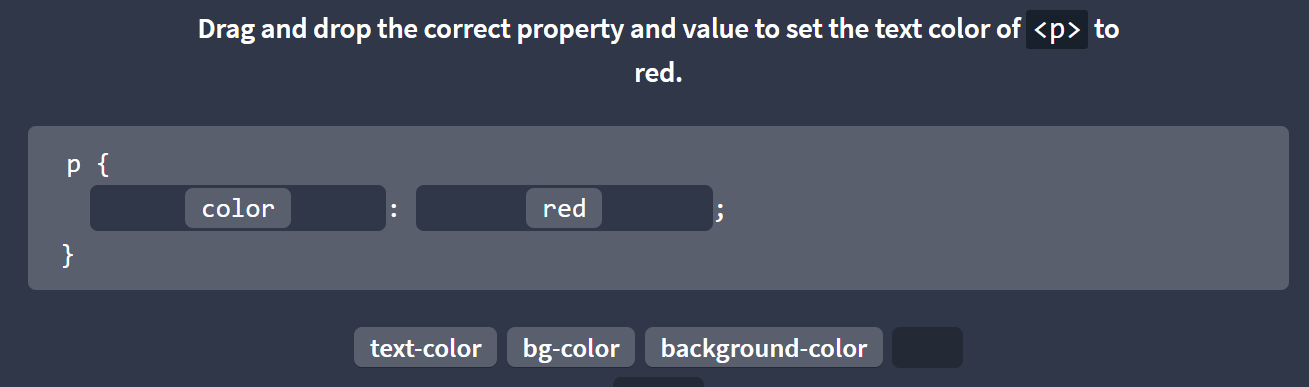 Drag and drop the correct property and value to set the text color of <p> to
red.
p {
color : red ;
}
text-color bg-color background-color